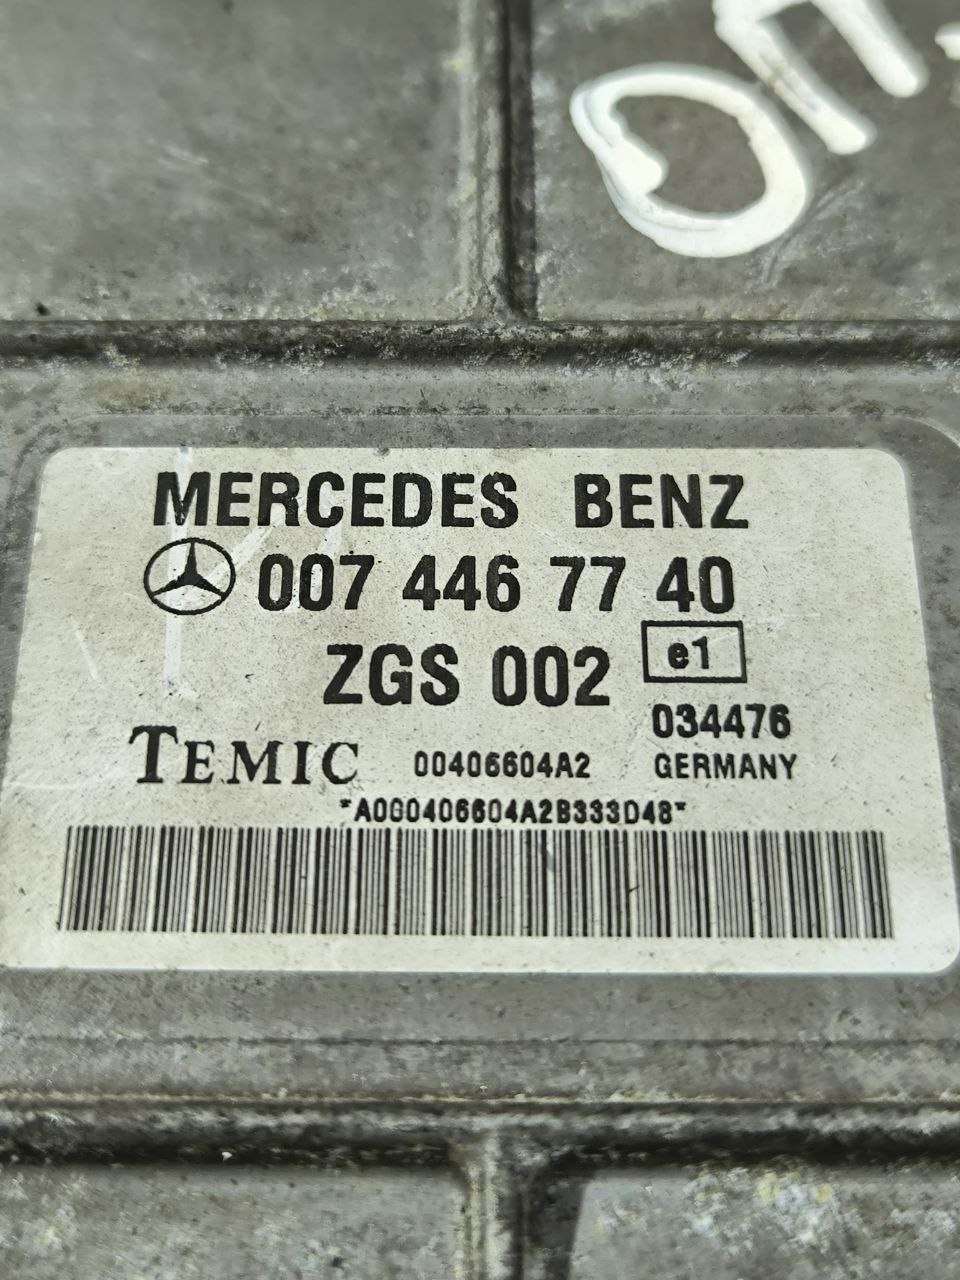 MERCEDES BENZ
007 446 77 40
ZGS 002 e1
034476
TEMIC 00406604A2 GERMANY
*A000406604A2B333D48*